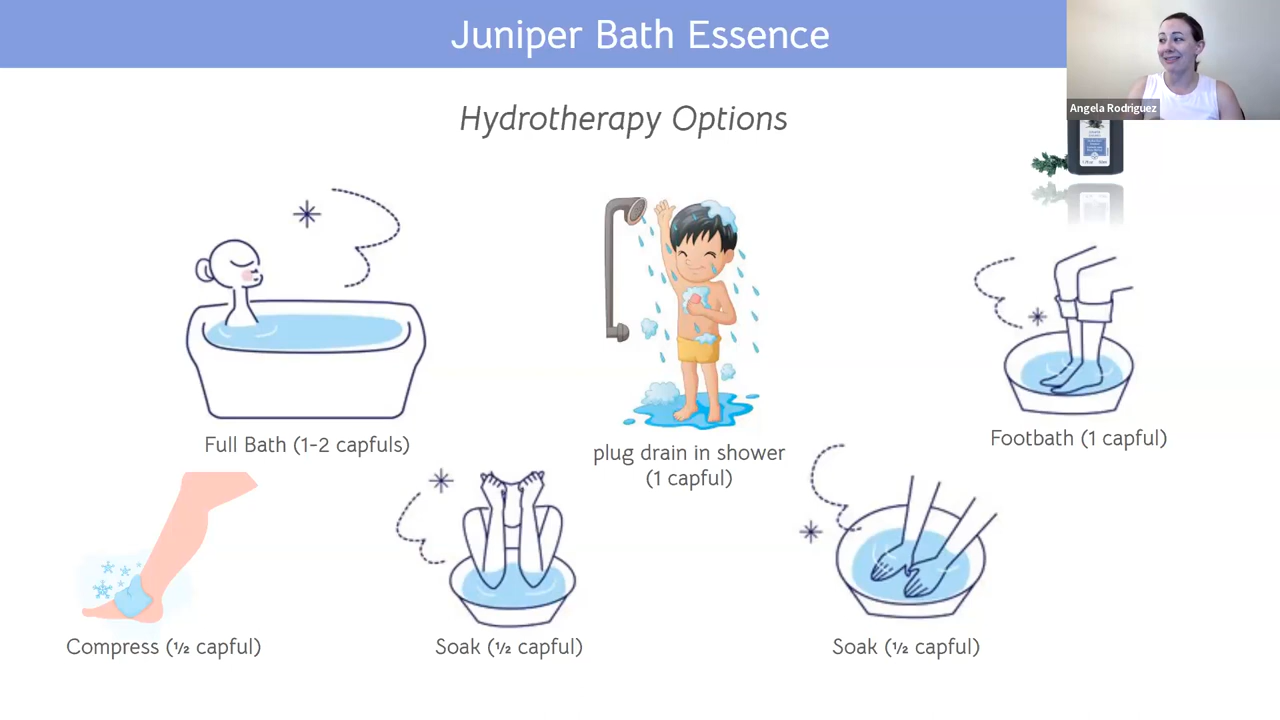 Juniper Bath Essence
Angela Rodriguez
Hydrotherapy Options
Full Bath (1-2 capfuls)
plug drain in shower
(1 capful)
Footbath (1 capful)
Compress (½ capful)
Soak (½ capful)
Soak (½ capful)